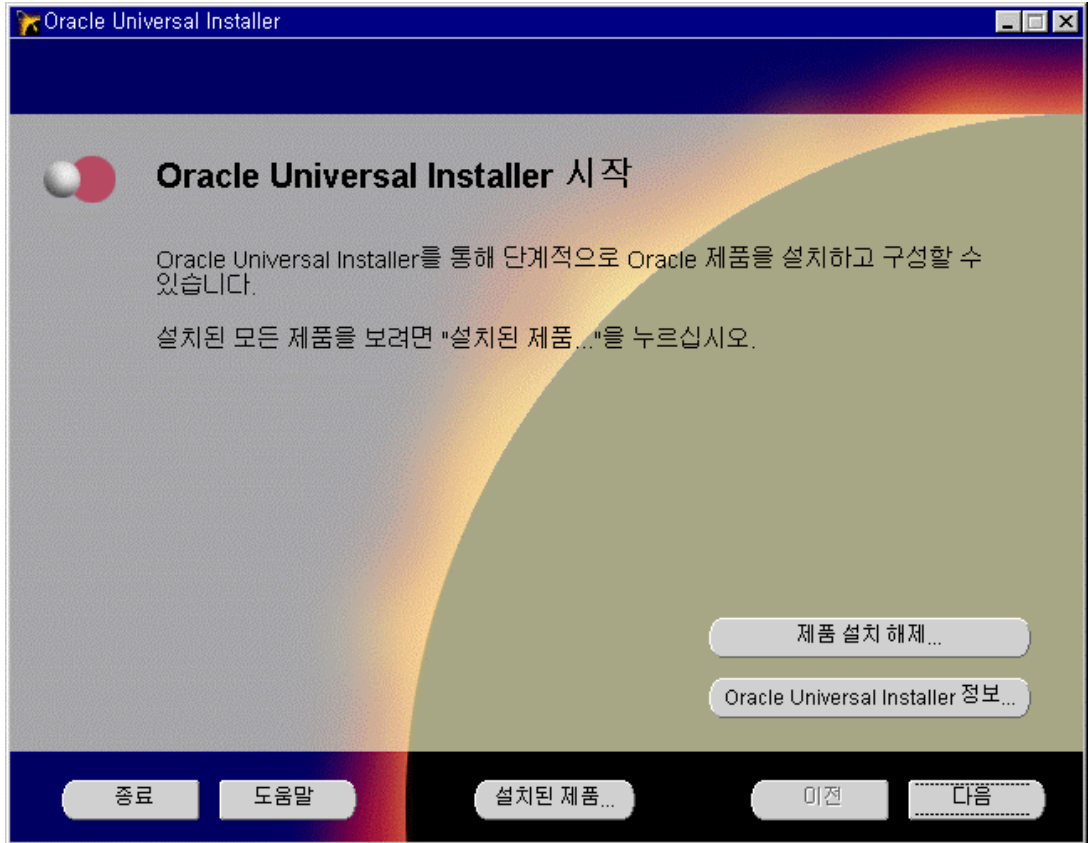 Oracle Universal Installer
Oracle Universal Installer 시작
Oracle Universal Installer를 통해 단계적으로 Oracle 제품을 설치하고 구성할 수
있습니다.
설치된 모든 제품을 보려면 "설치된 제품..."을 누르십시오.
제품 설치 해제...
Oracle Universal Installer 정보...
종료 도움말 설치된 제품... 이전 다음